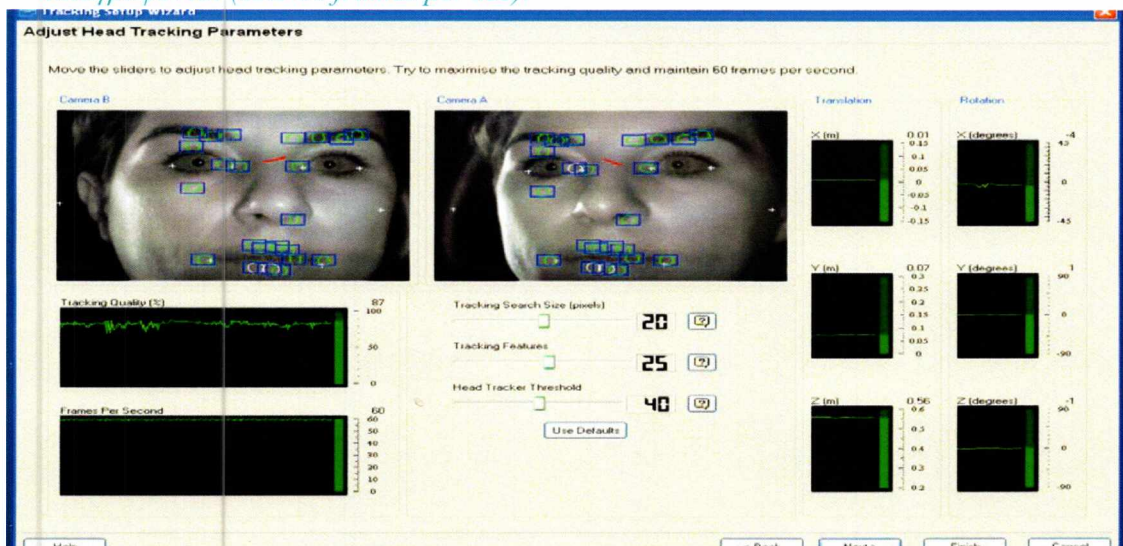 Tracking Setup Wizard
Adjust Head Tracking Parameters
Move the sliders to adjust head tracking parameters. Try to maximise the tracking quality and maintain 60 frames per second.
Camera B
Camera A
Translation
Rotation
X (m) 0.01
0.15
0.1
0.05
0
-0.05
-0.1
-0.15
X (degrees) -4
45
0
-45
Y (m) 0.07
0.3
0.25
0.2
0.15
0.1
0.05
0
Y (degrees) 1
90
0
-90
Z (m) 0.56
0.6
0.5
0.4
0.3
0.2
Z (degrees) -1
90
0
-90
Tracking Quality (%) 87
100
50
0
Frames Per Second 60
60
50
40
30
20
10
0
Tracking Search Size (pixels)
20 [?]
Tracking Features
25 [?]
Head Tracker Threshold
40 [?]
Use Defaults
Help
< Back
Next >
Finish
Cancel